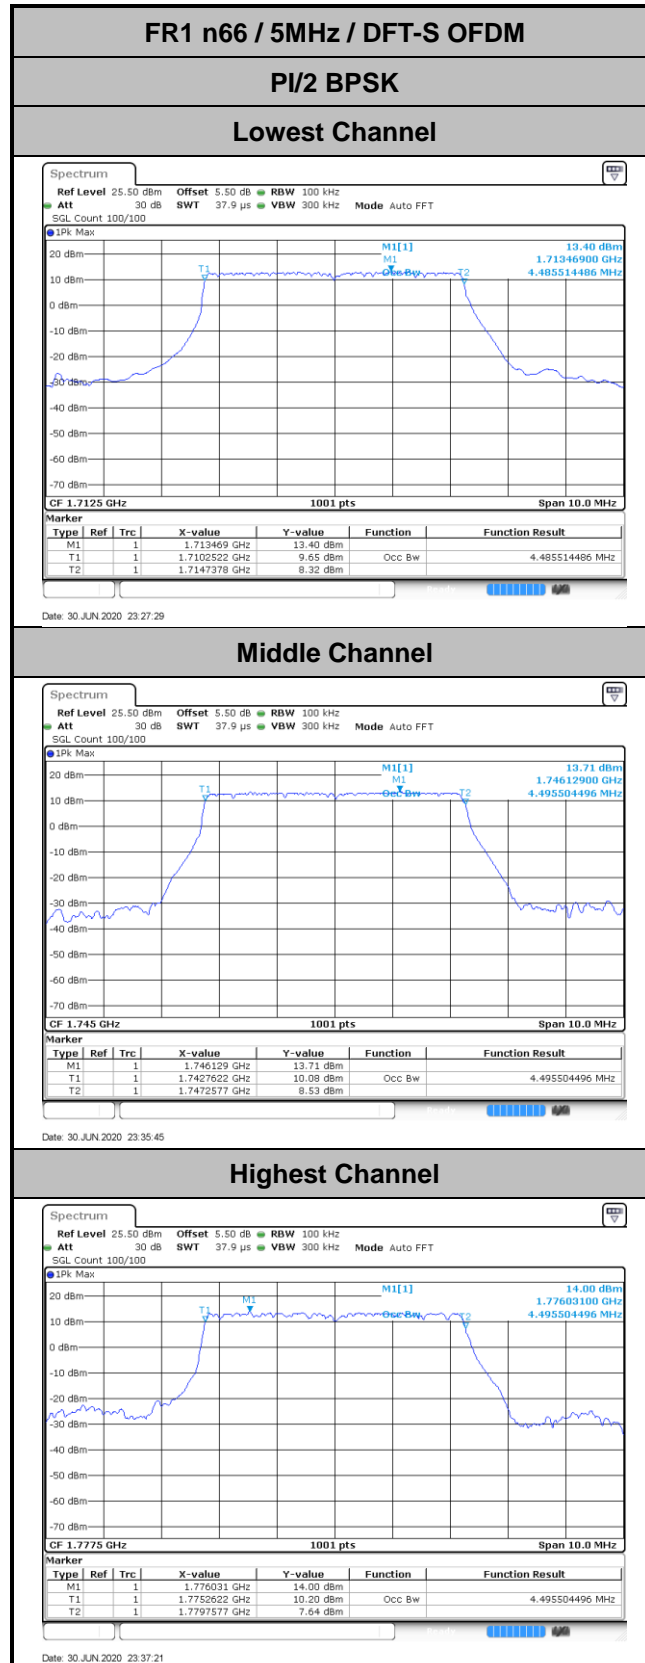 FR1 n66 / 5MHz / DFT-S OFDM
PI/2 BPSK
Lowest Channel
Spectrum
Ref Level 25.50 dBm Offset 5.50 dB RBW 100 kHz
Att 30 dB SWT 37.9 µs VBW 300 kHz Mode Auto FFT
SGL Count 100/100
1Pk Max
M1[1] 13.40 dBm
1.71346900 GHz
Occ Bw 4.485514486 MHz
M1
T1
T2
20 dBm
10 dBm
0 dBm
-10 dBm
-20 dBm
-30 dBm
-40 dBm
-50 dBm
-60 dBm
-70 dBm
CF 1.7125 GHz 1001 pts Span 10.0 MHz
Marker
Type Ref Trc X-value Y-value Function Function Result
M1 1 1.713469 GHz 13.40 dBm
T1 1 1.7102522 GHz 9.65 dBm Occ Bw 4.485514486 MHz
T2 1 1.7147378 GHz 8.32 dBm
Date: 30.JUN.2020 23:27:29
Middle Channel
Spectrum
Ref Level 25.50 dBm Offset 5.50 dB RBW 100 kHz
Att 30 dB SWT 37.9 µs VBW 300 kHz Mode Auto FFT
SGL Count 100/100
1Pk Max
M1[1] 13.71 dBm
1.74612900 GHz
Occ Bw 4.495504496 MHz
M1
T1
T2
20 dBm
10 dBm
0 dBm
-10 dBm
-20 dBm
-30 dBm
-40 dBm
-50 dBm
-60 dBm
-70 dBm
CF 1.745 GHz 1001 pts Span 10.0 MHz
Marker
Type Ref Trc X-value Y-value Function Function Result
M1 1 1.746129 GHz 13.71 dBm
T1 1 1.7427622 GHz 10.08 dBm Occ Bw 4.495504496 MHz
T2 1 1.7472577 GHz 8.53 dBm
Date: 30.JUN.2020 23:35:45
Highest Channel
Spectrum
Ref Level 25.50 dBm Offset 5.50 dB RBW 100 kHz
Att 30 dB SWT 37.9 µs VBW 300 kHz Mode Auto FFT
SGL Count 100/100
1Pk Max
M1[1] 14.00 dBm
1.77603100 GHz
Occ Bw 4.495504496 MHz
M1
T1
T2
20 dBm
10 dBm
0 dBm
-10 dBm
-20 dBm
-30 dBm
-40 dBm
-50 dBm
-60 dBm
-70 dBm
CF 1.7775 GHz 1001 pts Span 10.0 MHz
Marker
Type Ref Trc X-value Y-value Function Function Result
M1 1 1.776031 GHz 14.00 dBm
T1 1 1.7752622 GHz 10.20 dBm Occ Bw 4.495504496 MHz
T2 1 1.7797577 GHz 7.64 dBm
Date: 30.JUN.2020 23:37:21